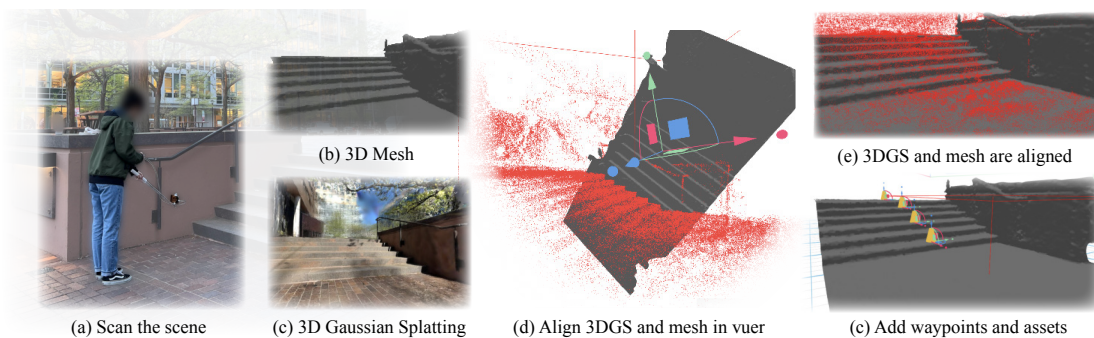 (a) Scan the scene
(b) 3D Mesh
(c) 3D Gaussian Splatting
(d) Align 3DGS and mesh in vuer
(e) 3DGS and mesh are aligned
(c) Add waypoints and assets